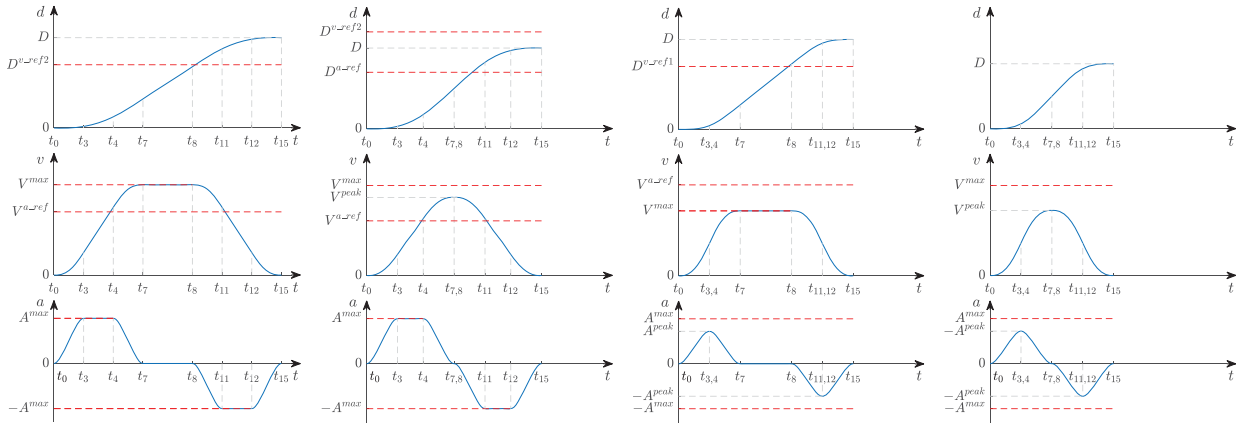 d d d d
D D^{v_ref2} 0 t_0 t_3 t_4 t_7 t_8 t_11 t_12 t_15 t
D^{v_ref2} D D^{a_ref} 0 t_0 t_3 t_4 t_{7,8} t_11 t_12 t_15 t
D D^{v_ref1} 0 t_0 t_{3,4} t_7 t_8 t_{11,12} t_15 t
D 0 t_0 t_{3,4} t_{7,8} t_{11,12} t_15 t
v v v v
V^{max} V^{a_ref} 0 t_0 t_3 t_4 t_7 t_8 t_11 t_12 t_15 t
V^{max} V^{peak} V^{a_ref} 0 t_0 t_3 t_4 t_{7,8} t_11 t_12 t_15 t
V^{a_ref} V^{max} 0 t_0 t_{3,4} t_7 t_8 t_{11,12} t_15 t
V^{max} V^{peak} 0 t_0 t_{3,4} t_{7,8} t_{11,12} t_15 t
a a a a
A^{max} 0 −A^{max} t_0 t_3 t_4 t_7 t_8 t_11 t_12 t_15 t
A^{max} 0 −A^{max} t_0 t_3 t_4 t_{7,8} t_11 t_12 t_15 t
A^{max} A^{peak} 0 −A^{peak} −A^{max} t_0 t_{3,4} t_7 t_8 t_{11,12} t_15 t
A^{max} −A^{peak} 0 −A^{peak} −A^{max} t_0 t_{3,4} t_{7,8} t_{11,12} t_15 t